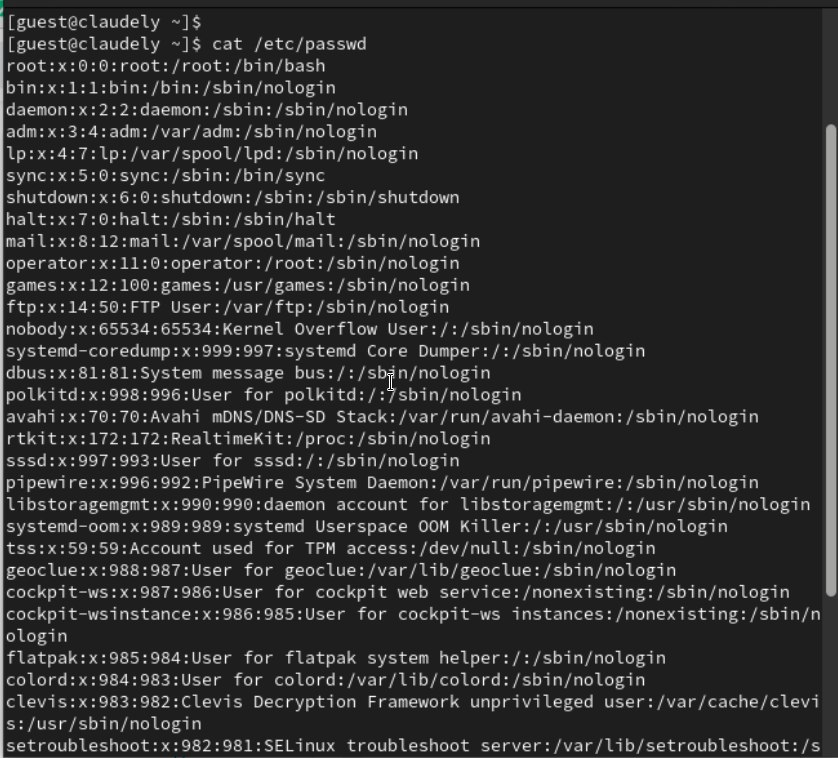 [guest@claudely ~]$
[guest@claudely ~]$ cat /etc/passwd
root:x:0:0:root:/root:/bin/bash
bin:x:1:1:bin:/bin:/sbin/nologin
daemon:x:2:2:daemon:/sbin:/sbin/nologin
adm:x:3:4:adm:/var/adm:/sbin/nologin
lp:x:4:7:lp:/var/spool/lpd:/sbin/nologin
sync:x:5:0:sync:/sbin:/bin/sync
shutdown:x:6:0:shutdown:/sbin:/sbin/shutdown
halt:x:7:0:halt:/sbin:/sbin/halt
mail:x:8:12:mail:/var/spool/mail:/sbin/nologin
operator:x:11:0:operator:/root:/sbin/nologin
games:x:12:100:games:/usr/games:/sbin/nologin
ftp:x:14:50:FTP User:/var/ftp:/sbin/nologin
nobody:x:65534:65534:Kernel Overflow User:/:/sbin/nologin
systemd-coredump:x:999:997:systemd Core Dumper:/:/sbin/nologin
dbus:x:81:81:System message bus:/:/sbin/nologin
polkitd:x:998:996:User for polkitd:/:/sbin/nologin
avahi:x:70:70:Avahi mDNS/DNS-SD Stack:/var/run/avahi-daemon:/sbin/nologin
rtkit:x:172:172:RealtimeKit:/proc:/sbin/nologin
sssd:x:997:993:User for sssd:/:/sbin/nologin
pipewire:x:996:992:PipeWire System Daemon:/var/run/pipewire:/sbin/nologin
libstoragemgmt:x:990:990:daemon account for libstoragemgmt:/:/usr/sbin/nologin
systemd-oom:x:989:989:systemd Userspace OOM Killer:/:/usr/sbin/nologin
tss:x:59:59:Account used for TPM access:/dev/null:/sbin/nologin
geoclue:x:988:987:User for geoclue:/var/lib/geoclue:/sbin/nologin
cockpit-ws:x:987:986:User for cockpit web service:/nonexisting:/sbin/nologin
cockpit-wsinstance:x:986:985:User for cockpit-ws instances:/nonexisting:/sbin/n
ologin
flatpak:x:985:984:User for flatpak system helper:/:/sbin/nologin
colord:x:984:983:User for colord:/var/lib/colord:/sbin/nologin
clevis:x:983:982:Clevis Decryption Framework unprivileged user:/var/cache/clevi
s:/usr/sbin/nologin
setroubleshoot:x:982:981:SELinux troubleshoot server:/var/lib/setroubleshoot:/s